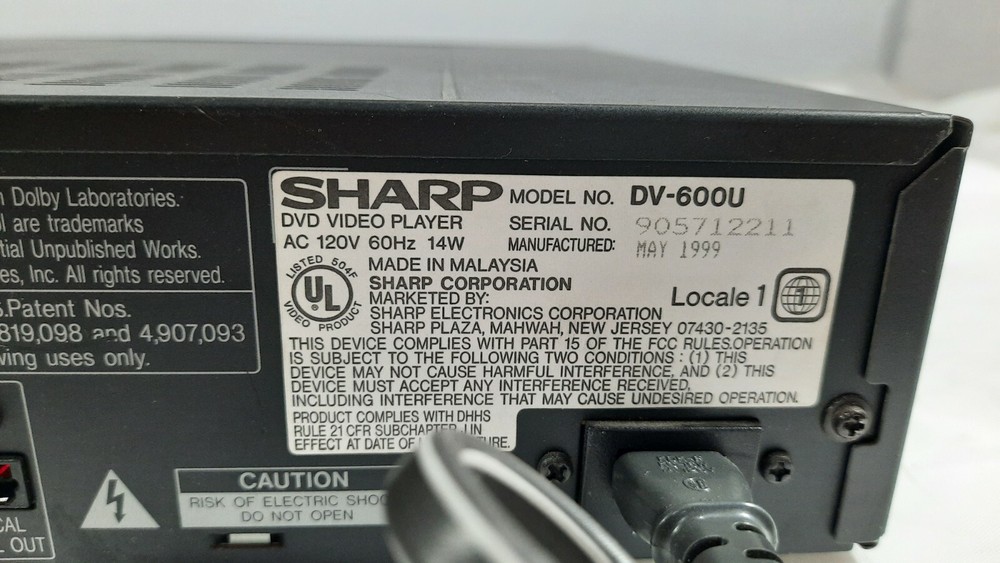 Dolby Laboratories.
are trademarks
Unpublished Works.
Inc. All rights reserved.
Patent Nos.
819,098 and 4,907,093
uses only.
SHARP MODEL NO. DV-600U
DVD VIDEO PLAYER SERIAL NO. 905712211
AC 120V 60Hz 14W MANUFACTURED: MAY 1999
LISTED 504F
UL
VIDEO PRODUCT
MADE IN MALAYSIA
SHARP CORPORATION
MARKETED BY:
SHARP ELECTRONICS CORPORATION
SHARP PLAZA, MAHWAH, NEW JERSEY 07430-2135
Locale 1
1
THIS DEVICE COMPLIES WITH PART 15 OF THE FCC RULES.OPERATION
IS SUBJECT TO THE FOLLOWING TWO CONDITIONS : (1) THIS
DEVICE MAY NOT CAUSE HARMFUL INTERFERENCE, AND (2) THIS
DEVICE MUST ACCEPT ANY INTERFERENCE RECEIVED,
INCLUDING INTERFERENCE THAT MAY CAUSE UNDESIRED OPERATION.
PRODUCT COMPLIES WITH DHHS
RULE 21 CFR SUBCHAPTER J IN
EFFECT AT DATE OF
CAUTION
RISK OF ELECTRIC
DO NOT OPEN
OUT